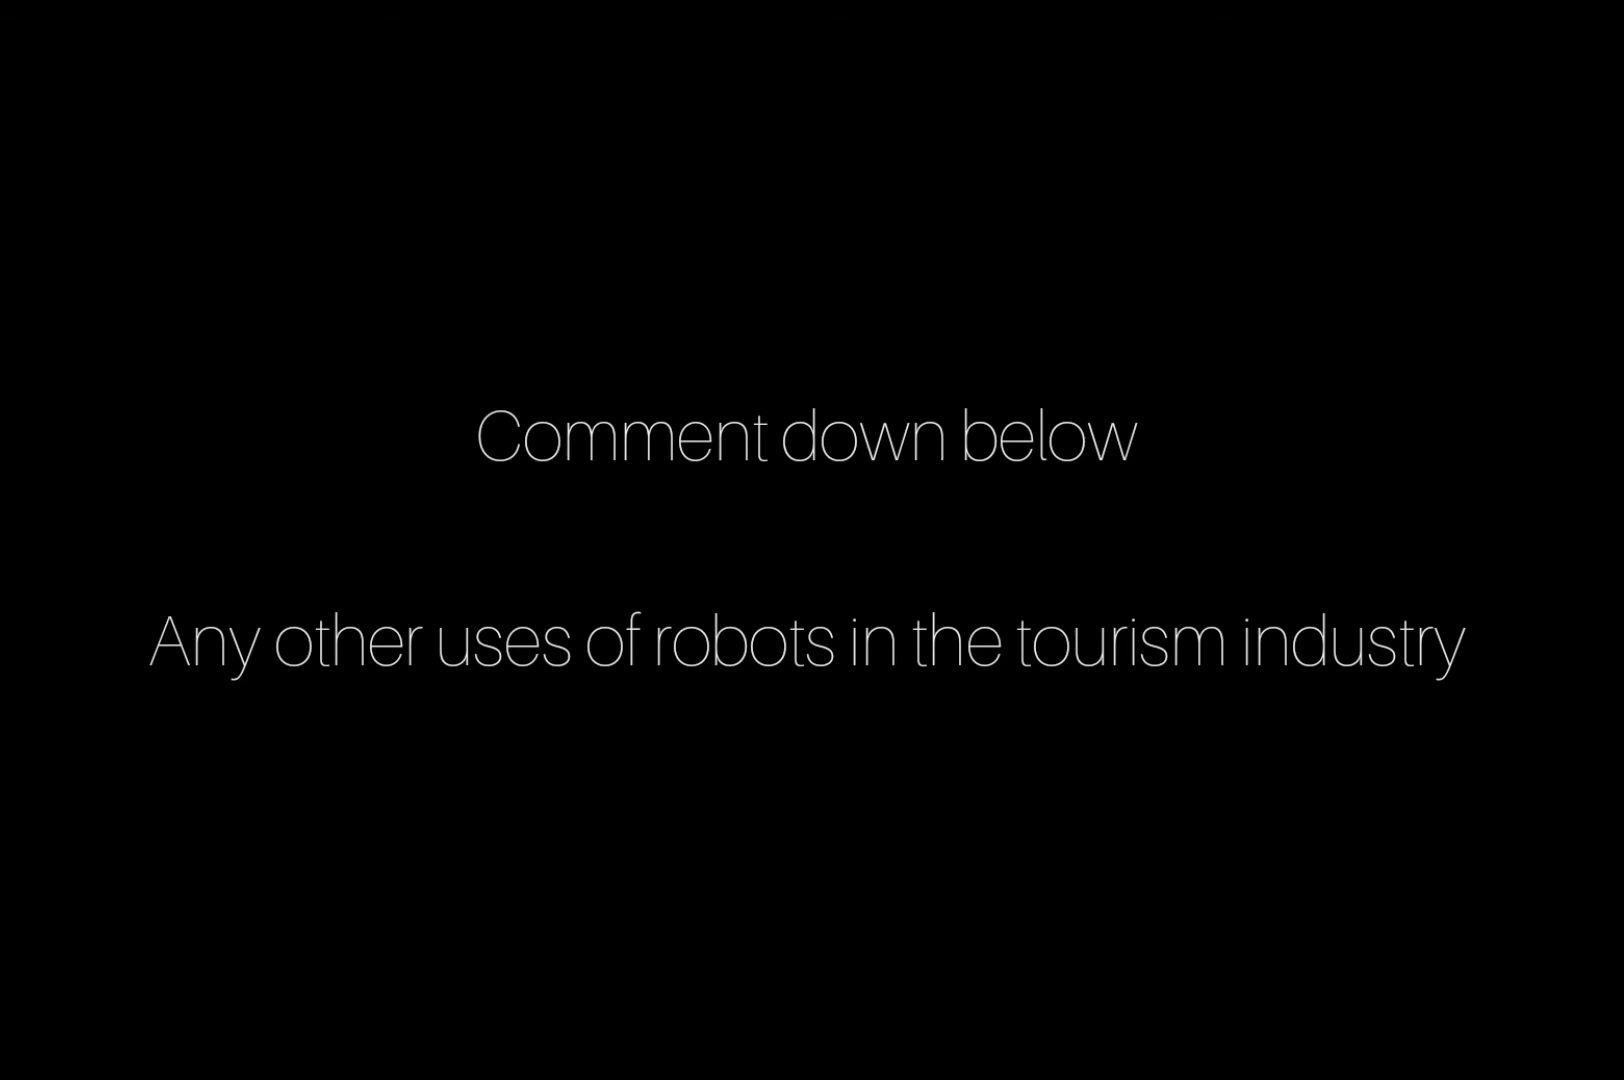 Comment down below
Any other uses of robots in the tourism industry